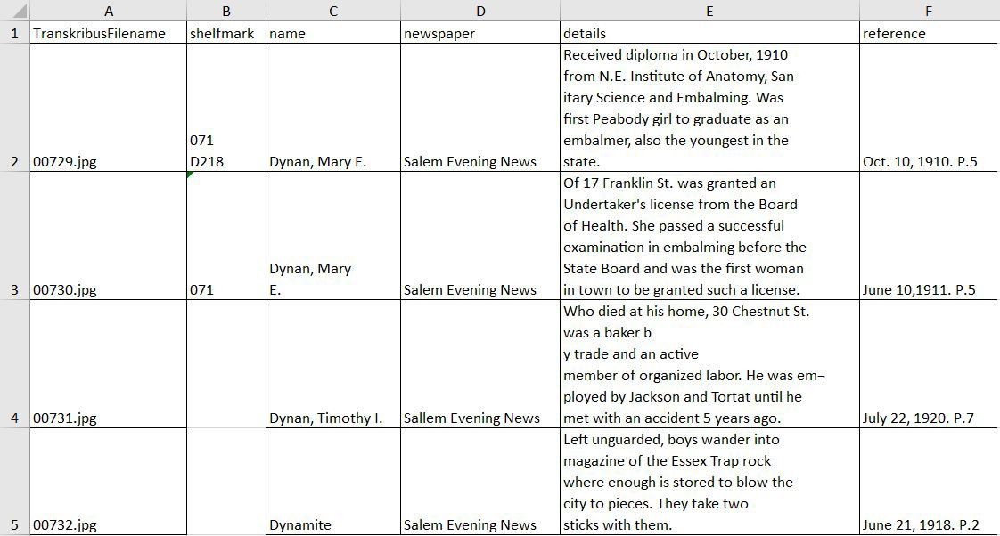 A B C D E F
1 TranskribusFilename shelfmark name newspaper details reference
Received diploma in October, 1910
from N.E. Institute of Anatomy, San-
itary Science and Embalming. Was
first Peabody girl to graduate as an
071 embalmer, also the youngest in the
2 00729.jpg D218 Dynan, Mary E. Salem Evening News state. Oct. 10, 1910. P.5
Of 17 Franklin St. was granted an
Undertaker's license from the Board
of Health. She passed a successful
examination in embalming before the
Dynan, Mary State Board and was the first woman
3 00730.jpg 071 E. Salem Evening News in town to be granted such a license. June 10,1911. P.5
Who died at his home, 30 Chestnut St.
was a baker b
y trade and an active
member of organized labor. He was em¬
ployed by Jackson and Tortat until he
4 00731.jpg Dynan, Timothy I. Sallem Evening News met with an accident 5 years ago. July 22, 1920. P.7
Left unguarded, boys wander into
magazine of the Essex Trap rock
where enough is stored to blow the
city to pieces. They take two
5 00732.jpg Dynamite Salem Evening News sticks with them. June 21, 1918. P.2